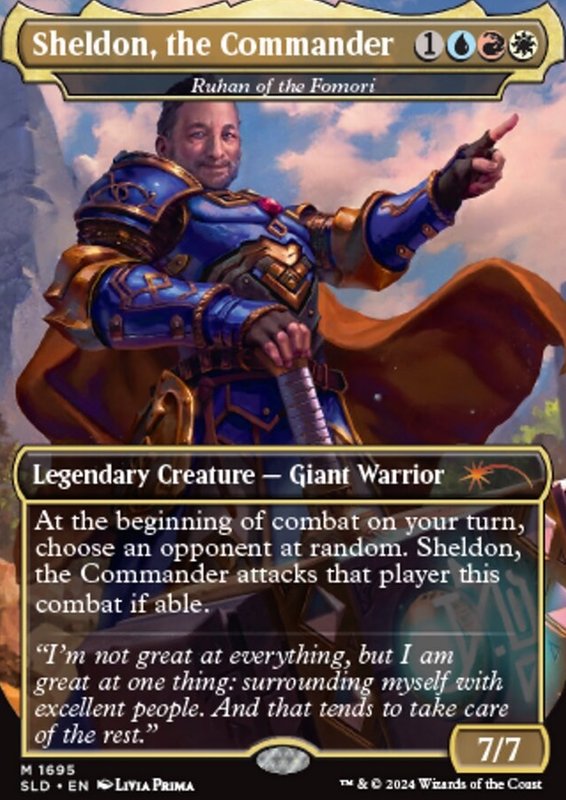 Sheldon, the Commander 1
Ruhan of the Fomori
Legendary Creature — Giant Warrior
At the beginning of combat on your turn,
choose an opponent at random. Sheldon,
the Commander attacks that player this
combat if able.
“I’m not great at everything, but I am
great at one thing: surrounding myself with
excellent people. And that tends to take care
of the rest.”
7/7
M 1695
SLD • EN LIVIA PRIMA
™ & © 2024 Wizards of the Coast